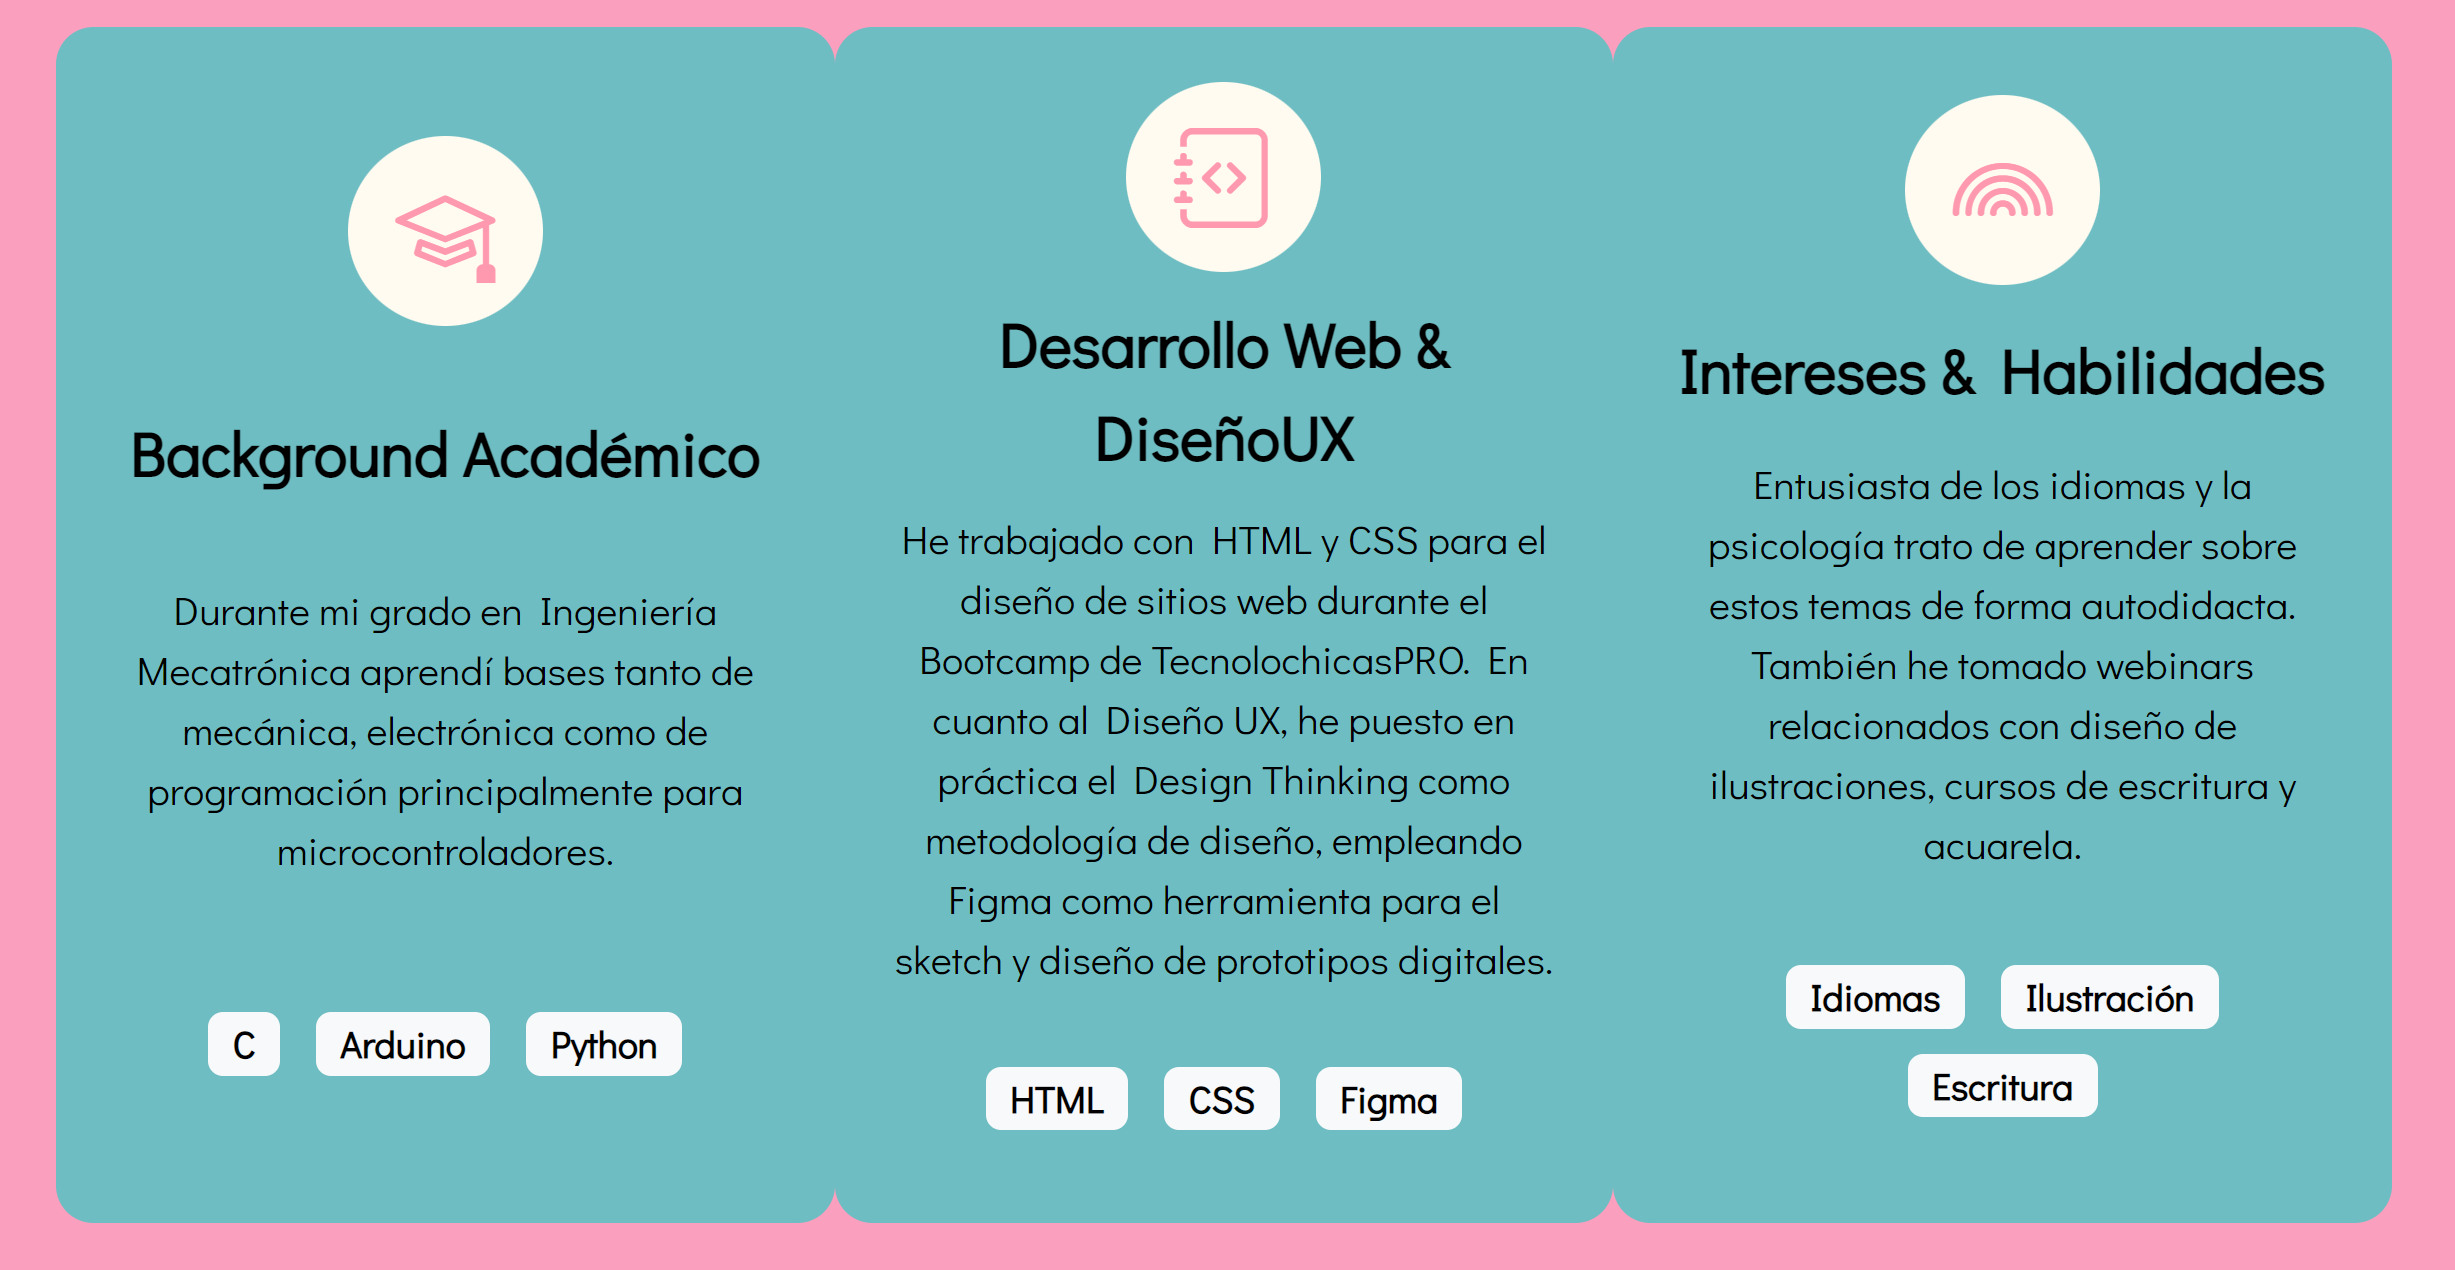 Background Académico
Durante mi grado en Ingeniería
Mecatrónica aprendí bases tanto de
mecánica, electrónica como de
programación principalmente para
microcontroladores.
C
Arduino
Python
Desarrollo Web &
DiseñoUX
He trabajado con HTML y CSS para el
diseño de sitios web durante el
Bootcamp de TecnolochicasPRO. En
cuanto al Diseño UX, he puesto en
práctica el Design Thinking como
metodología de diseño, empleando
Figma como herramienta para el
sketch y diseño de prototipos digitales.
HTML
CSS
Figma
Intereses & Habilidades
Entusiasta de los idiomas y la
psicología trato de aprender sobre
estos temas de forma autodidacta.
También he tomado webinars
relacionados con diseño de
ilustraciones, cursos de escritura y
acuarela.
Idiomas
Ilustración
Escritura